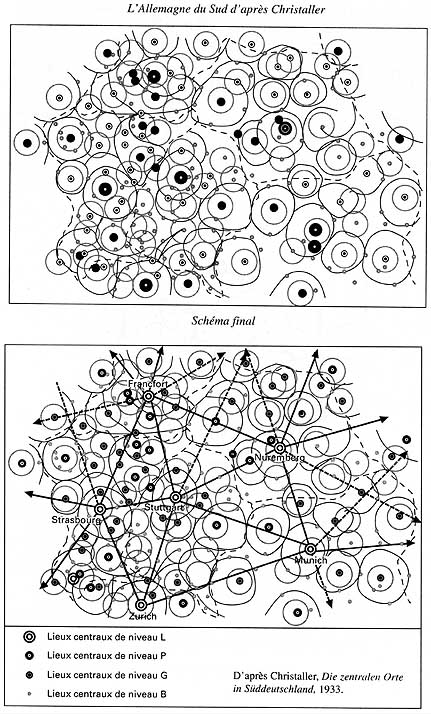 L'Allemagne du Sud d'après Christaller
Schéma final
Francfort
Nuremberg
Stuttgart
Strasbourg
Munich
Zurich
Lieux centraux de niveau L
Lieux centraux de niveau P
Lieux centraux de niveau G
Lieux centraux de niveau B
D'après Christaller, Die zentralen Orte
in Süddeutschland, 1933.